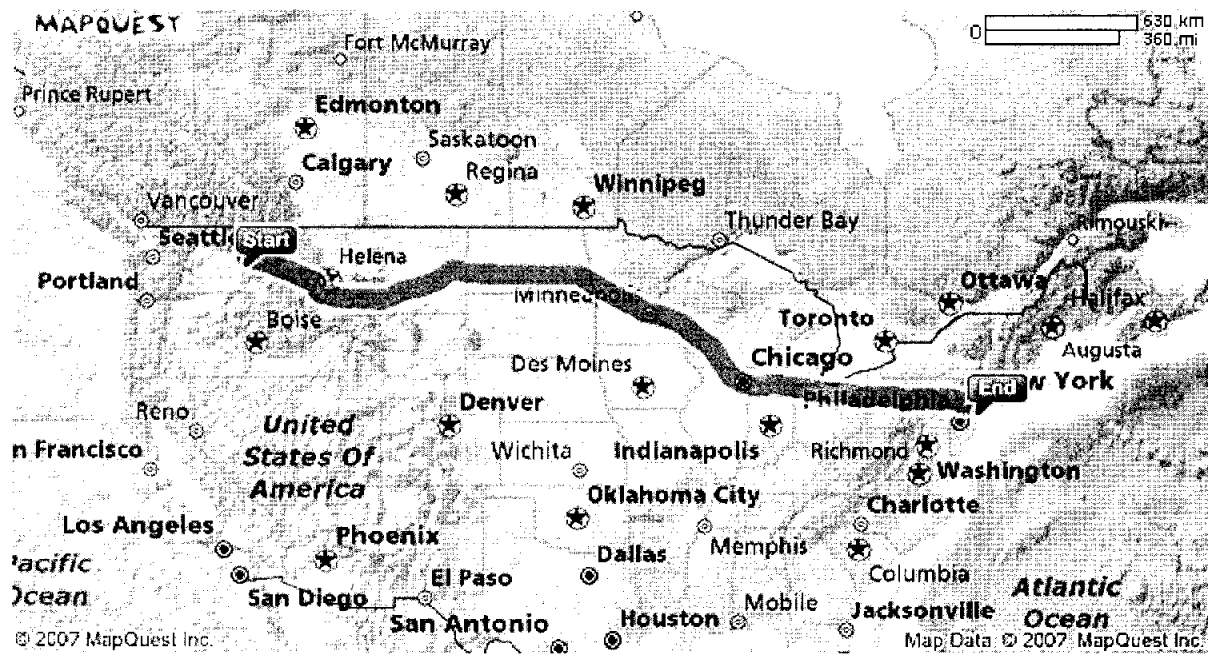 MAPQUEST
630 km
0
360 mi
Fort McMurray
Prince Rupert
Edmonton
Saskatoon
Calgary
Regina
Winnipeg
Vancouver
Thunder Bay
Rimouski
Seattl
Start
Helena
Portland
Ottawa
Halifax
Minneapolis
Boise
Toronto
Augusta
Chicago
Des Moines
End
w York
Philadelphia
Reno
Denver
United
States Of
America
n Francisco
Wichita
Indianapolis
Richmond
Washington
Oklahoma City
Charlotte
Los Angeles
Phoenix
Memphis
Dallas
Pacific
Ocean
El Paso
Columbia
San Diego
Atlantic
Ocean
San Antonio
Houston
Mobile
Jacksonville
© 2007 MapQuest Inc.
Map Data © 2007 MapQuest Inc.